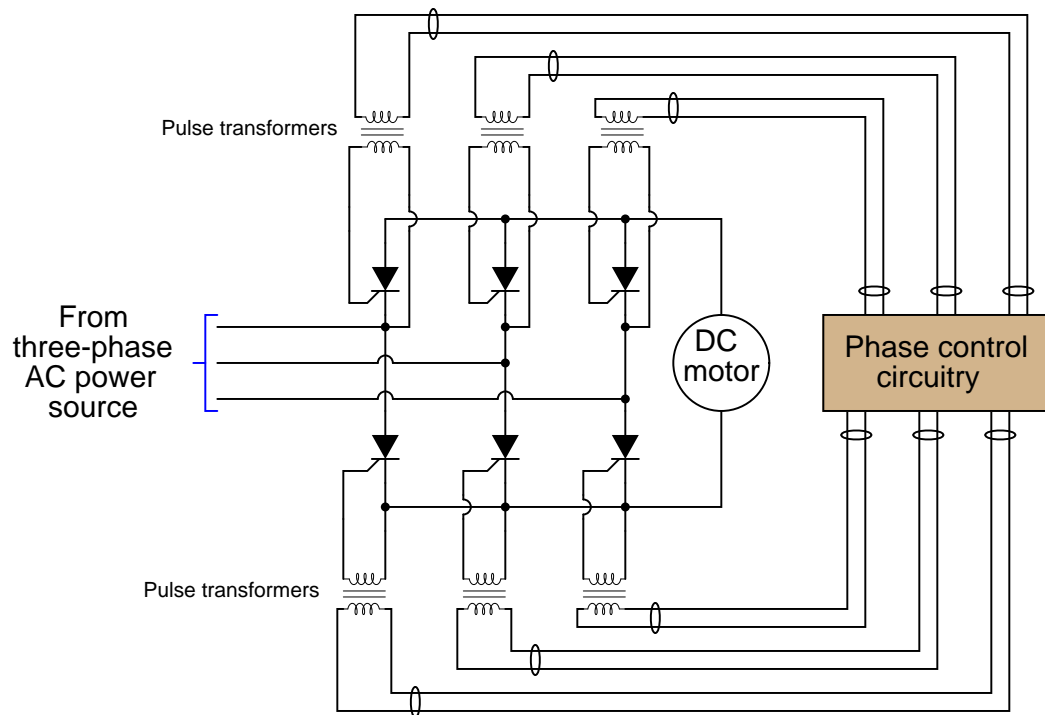 Pulse transformers
From
three-phase
AC power
source
DC
motor
Phase control
circuitry
Pulse transformers